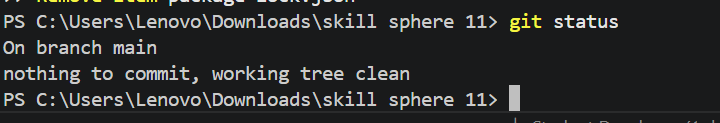 PS C:\Users\Lenovo\Downloads\skill sphere 11> git status
On branch main
nothing to commit, working tree clean
PS C:\Users\Lenovo\Downloads\skill sphere 11>